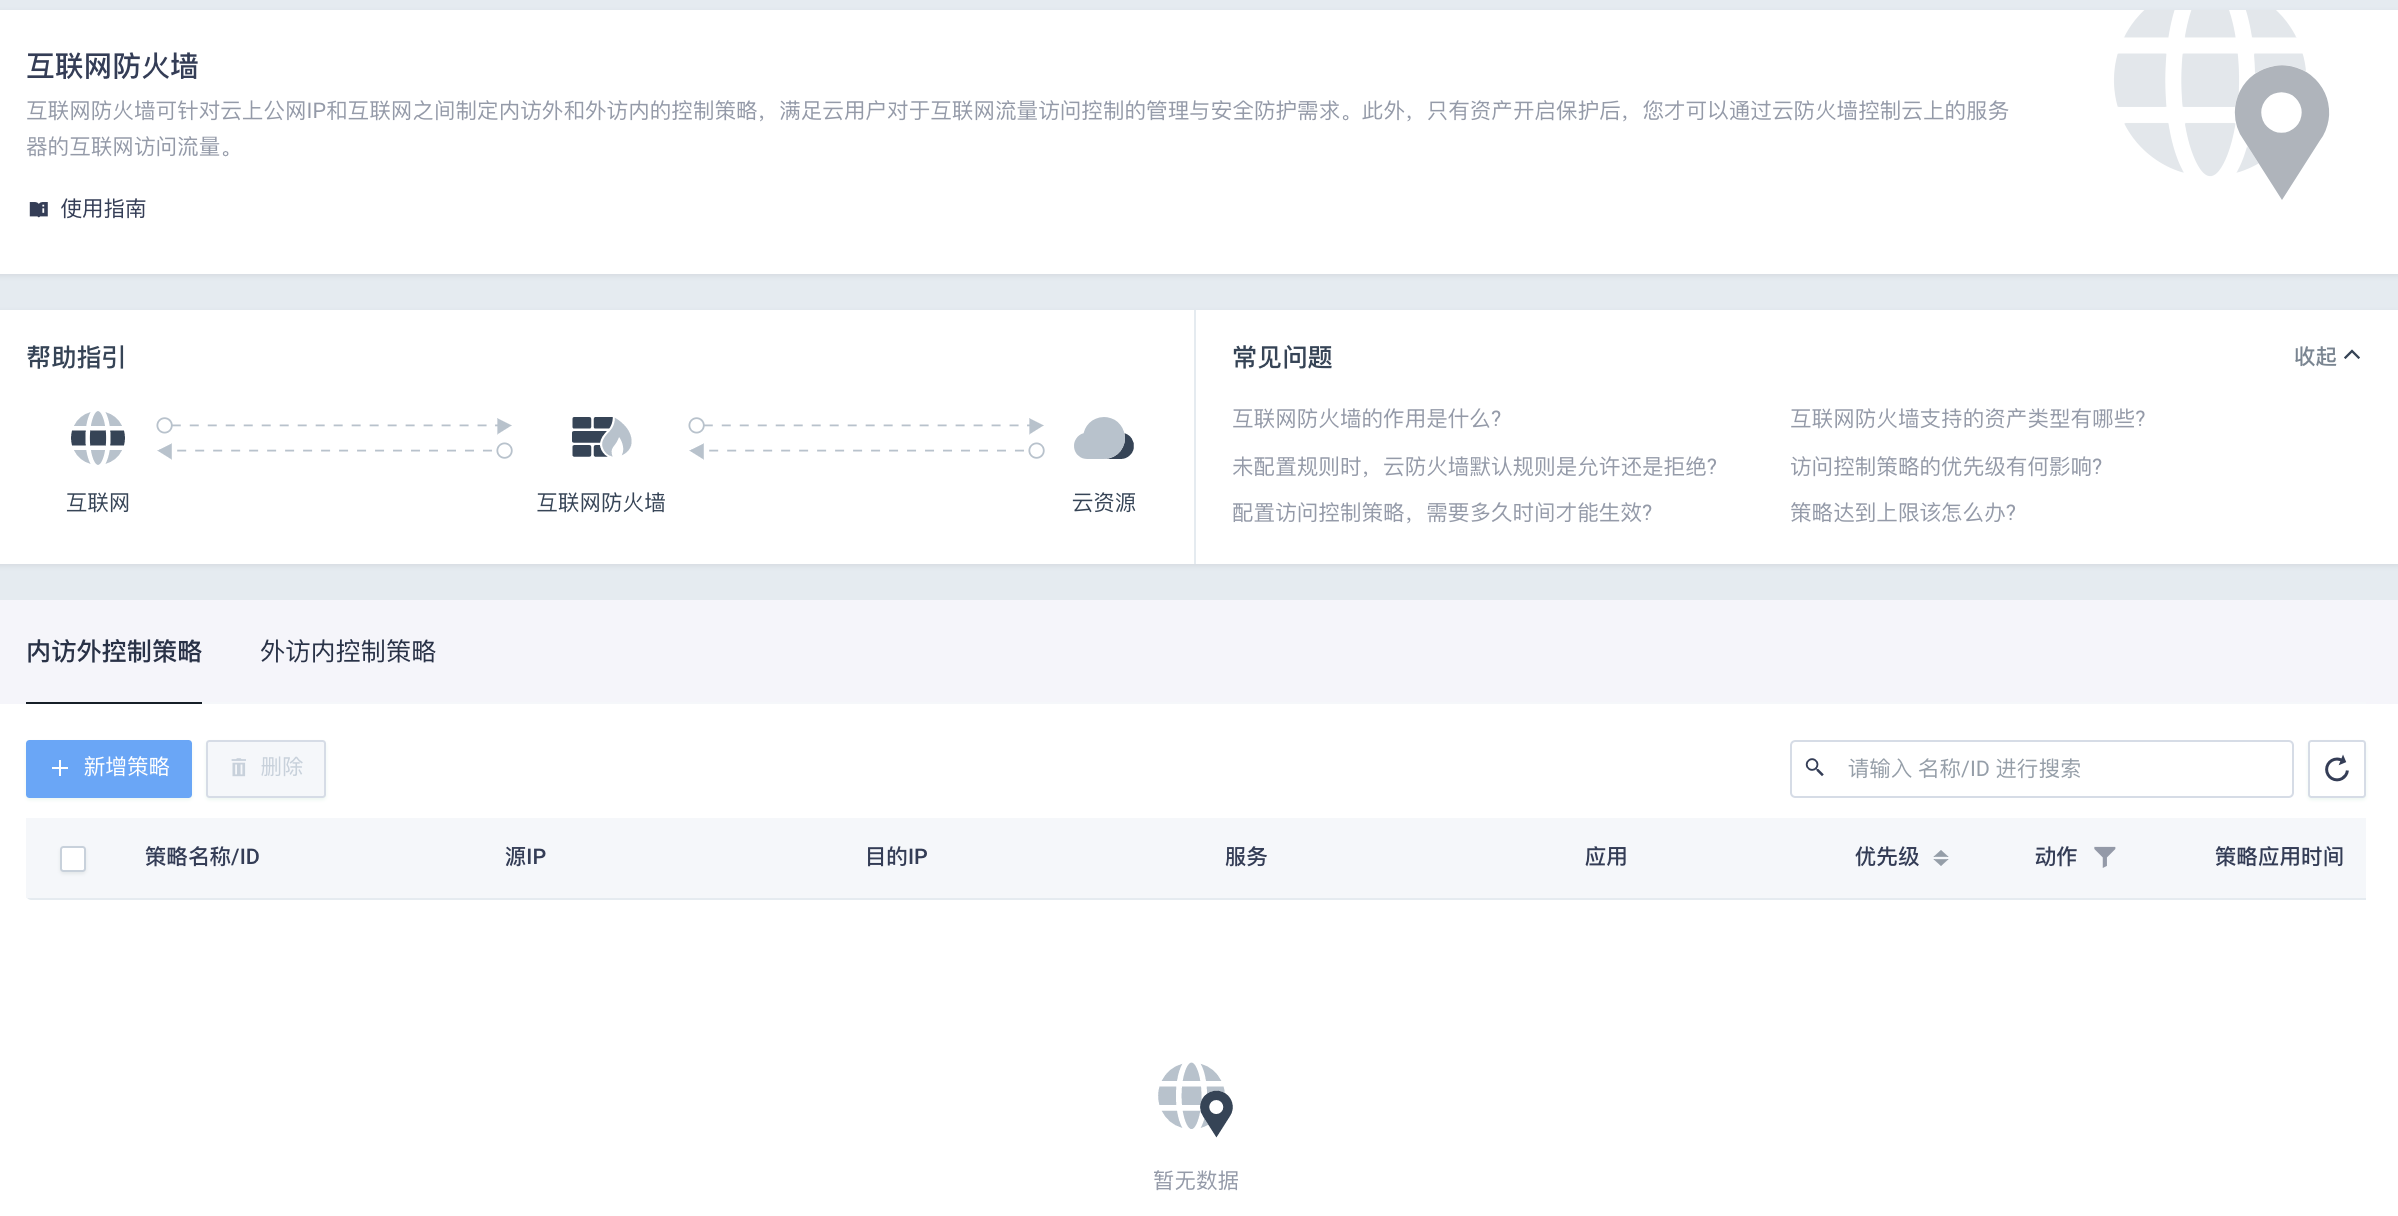 互联网防火墙
互联网防火墙可针对云上公网IP和互联网之间制定内访外和外访内的控制策略，满足云用户对于互联网流量访问控制的管理与安全防护需求。此外，只有资产开启保护后，您才可以通过云防火墙控制云上的服务
器的互联网访问流量。
使用指南
帮助指引
互联网
互联网防火墙
云资源
常见问题
收起
互联网防火墙的作用是什么?
互联网防火墙支持的资产类型有哪些?
未配置规则时，云防火墙默认规则是允许还是拒绝?
访问控制策略的优先级有何影响?
配置访问控制策略，需要多久时间才能生效?
策略达到上限该怎么办?
内访外控制策略
外访内控制策略
新增策略
删除
请输入 名称/ID 进行搜索
策略名称/ID
源IP
目的IP
服务
应用
优先级
动作
策略应用时间
暂无数据